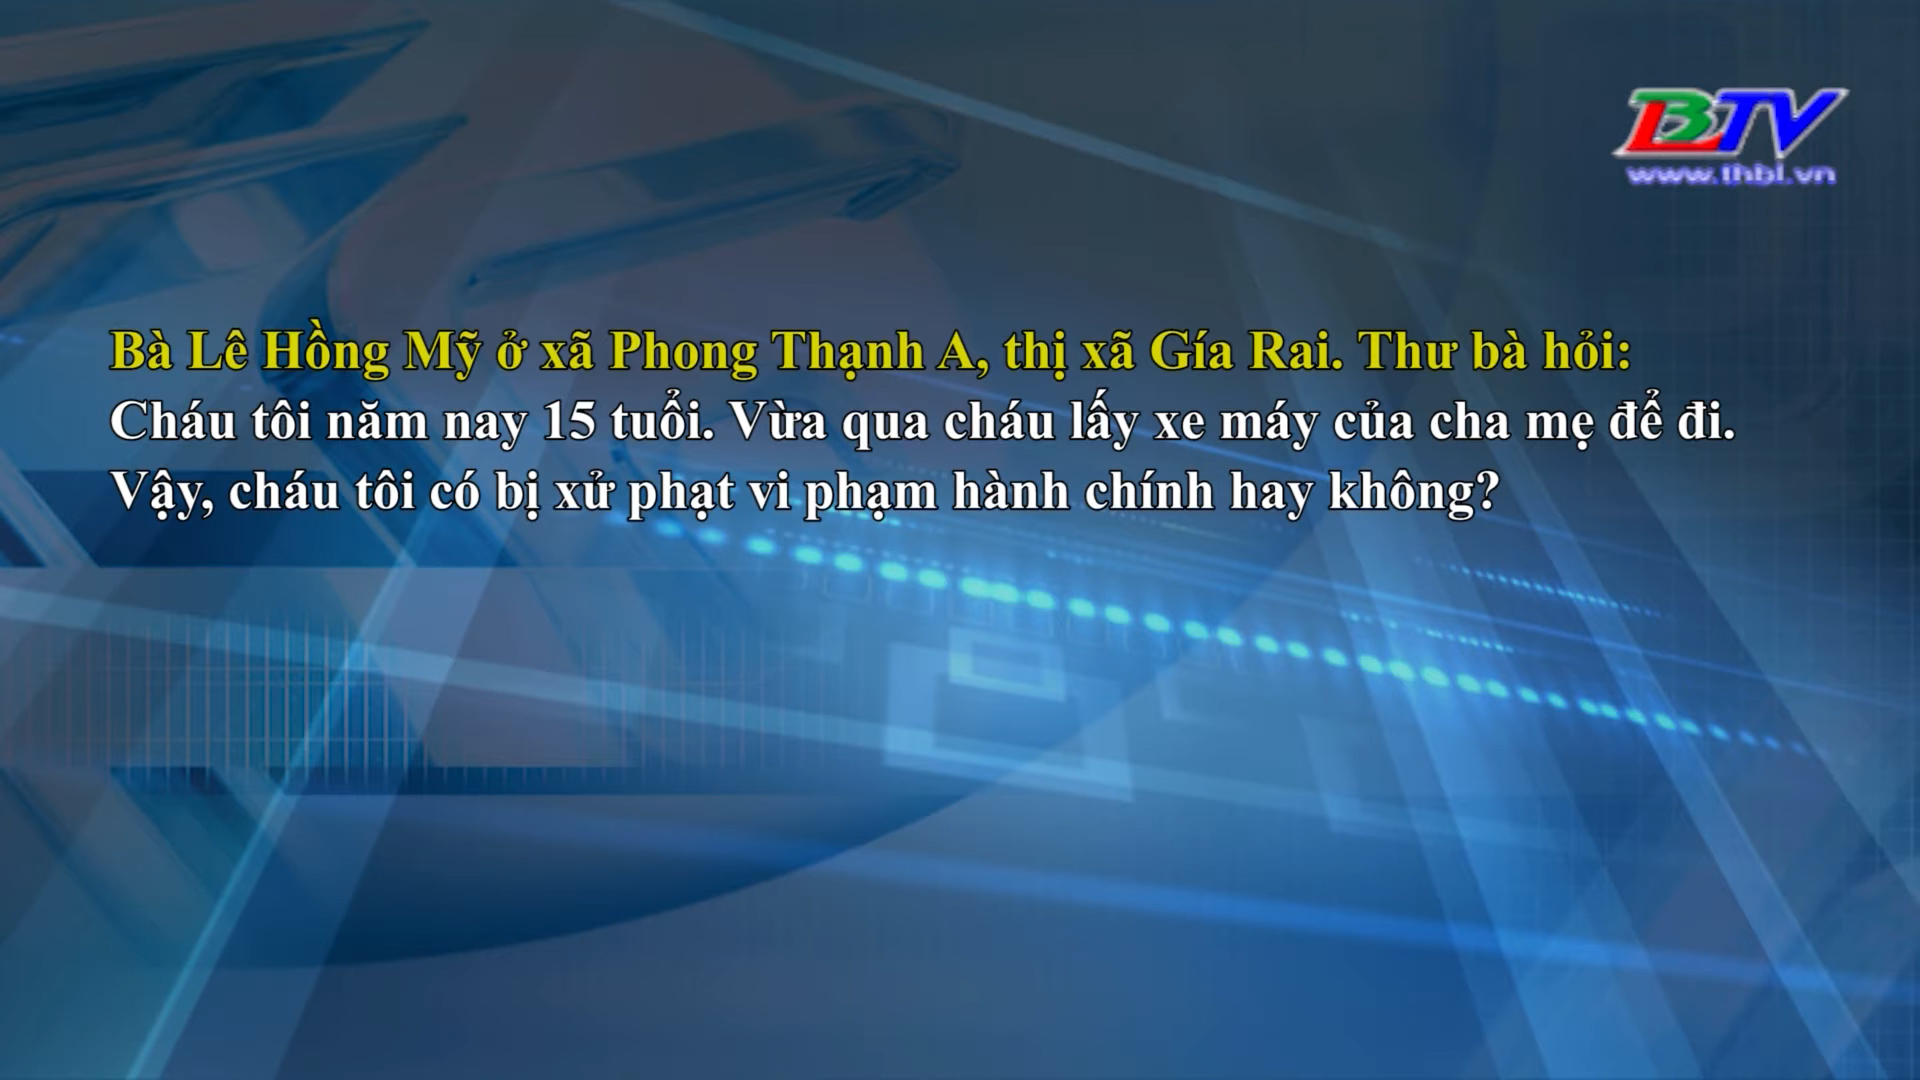 BTV
www.thbl.vn
Bà Lê Hồng Mỹ ở xã Phong Thạnh A, thị xã Gía Rai. Thư bà hỏi:
Cháu tôi năm nay 15 tuổi. Vừa qua cháu lấy xe máy của cha mẹ để đi.
Vậy, cháu tôi có bị xử phạt vi phạm hành chính hay không?